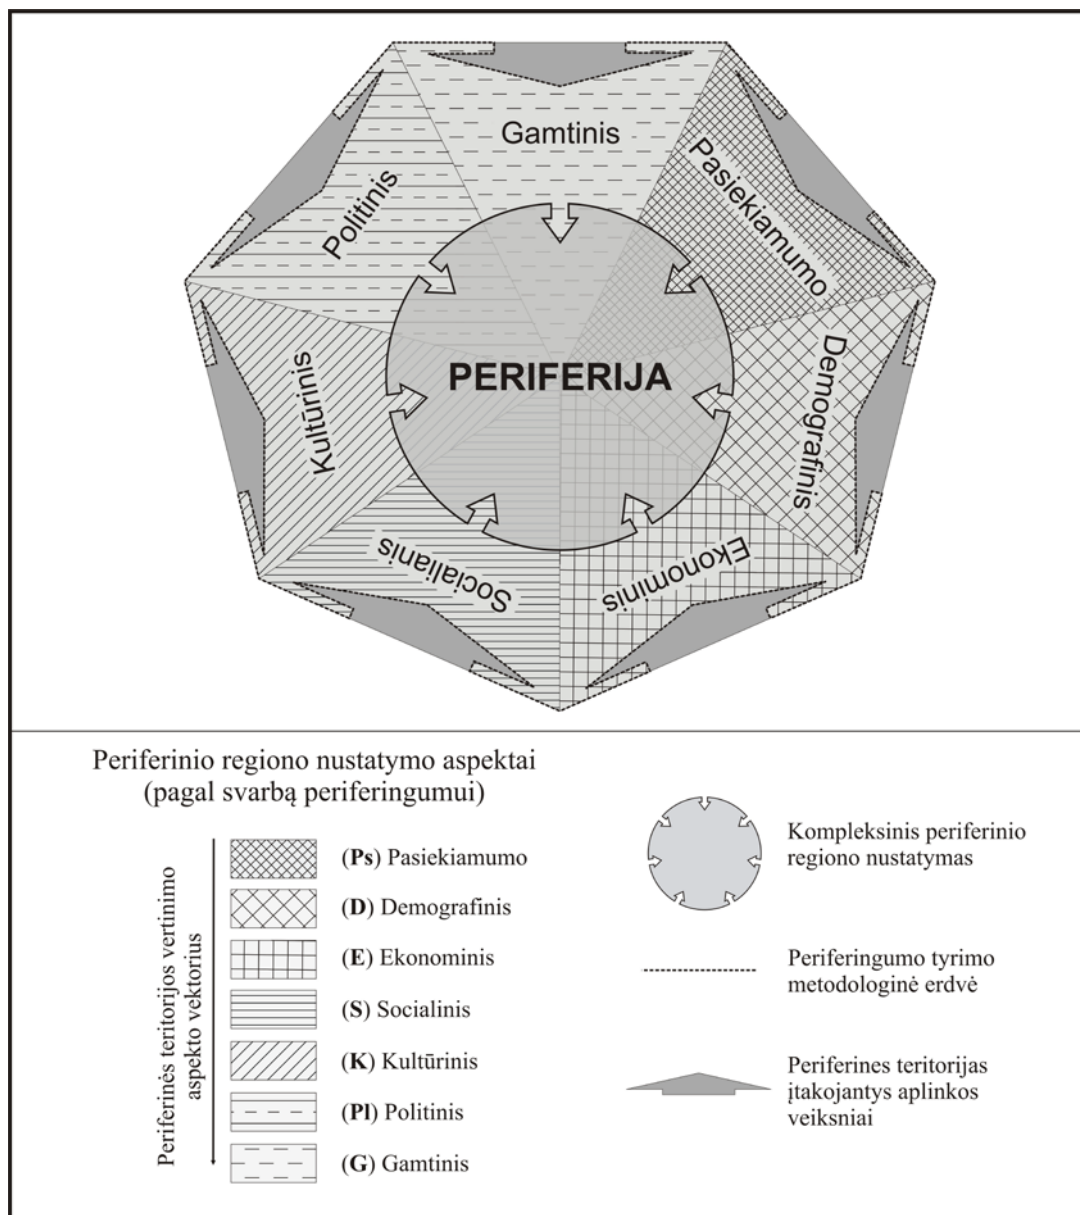 Gamtinis
Pasiekiamumo
Politinis
Demografinis
Kultūrinis
PERIFERIJA
Socialianis
Ekonominis
Periferinio regiono nustatymo aspektai
(pagal svarbą periferingumui)
Periferinės teritorijos vertinimo
aspekto vektorius
(Ps) Pasiekiamumo
(D) Demografinis
(E) Ekonominis
(S) Socialinis
(K) Kultūrinis
(Pl) Politinis
(G) Gamtinis
Kompleksinis periferinio
regiono nustatymas
Periferingumo tyrimo
metodologinė erdvė
Periferines teritorijas
įtakojantys aplinkos
veiksniai